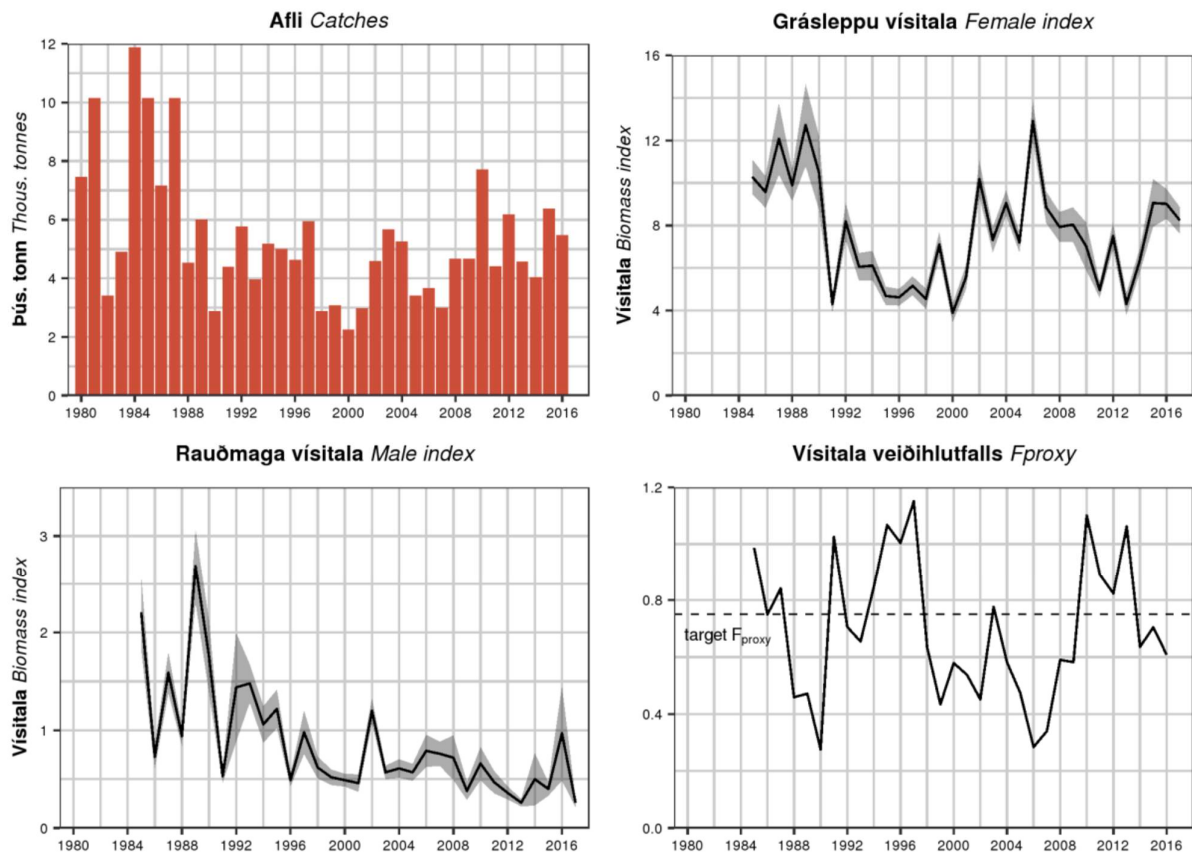 Afli Catches
Þús. tonn Thous. tonnes
12
10
8
6
4
2
0
1980 1984 1988 1992 1996 2000 2004 2008 2012 2016
Grásleppu vísitala Female index
Vísitala Biomass index
16
12
8
4
0
1980 1984 1988 1992 1996 2000 2004 2008 2012 2016
Rauðmaga vísitala Male index
Vísitala Biomass index
3
2
1
0
1980 1984 1988 1992 1996 2000 2004 2008 2012 2016
Vísitala veiðihlutfalls Fproxy
1.2
0.8
target Fproxy
0.4
0.0
1980 1984 1988 1992 1996 2000 2004 2008 2012 2016